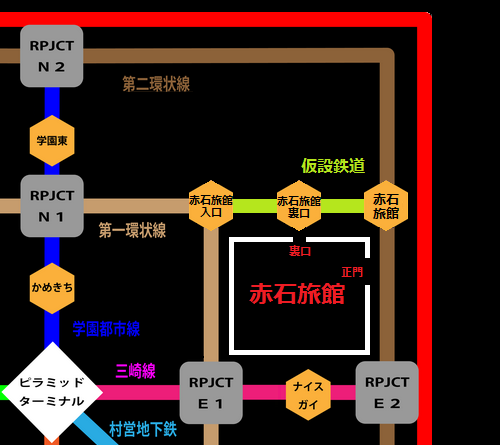 RPJCT
N 2
第二環状線
学園東
仮設鉄道
RPJCT
N 1
赤石旅館
入口
赤石旅館
裏口
赤石
旅館
第一環状線
裏口
正門
赤石旅館
かめきち
学園都市線
ピラミッド
ターミナル
三崎線
RPJCT
E 1
ナイス
ガイ
RPJCT
E 2
村営地下鉄